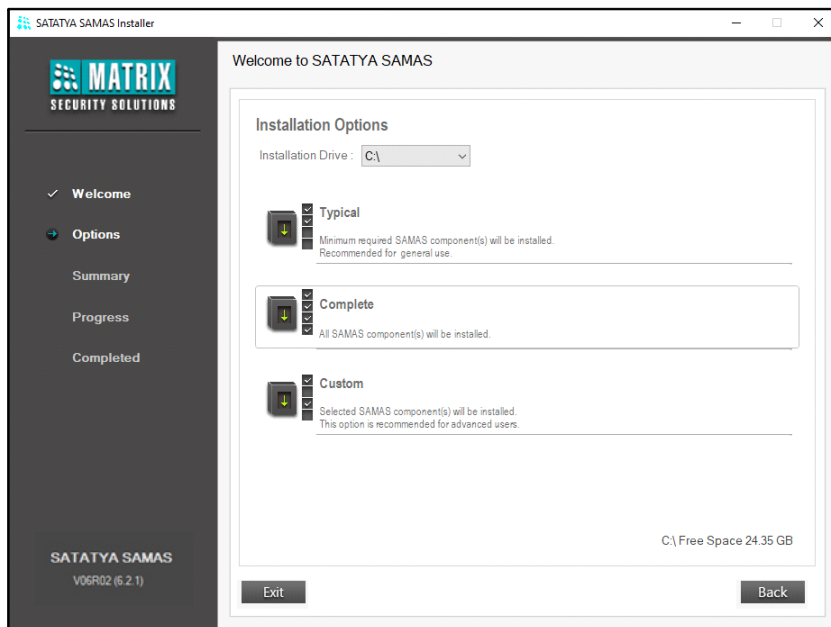 SATATYA SAMAS Installer
MATRIX
SECURITY SOLUTIONS
Welcome
Options
Summary
Progress
Completed
SATATYA SAMAS
V06R02 (6.2.1)
Welcome to SATATYA SAMAS
Installation Options
Installation Drive : C:\
Typical
Minimum required SAMAS component(s) will be installed.
Recommended for general use.
Complete
All SAMAS component(s) will be installed.
Custom
Selected SAMAS component(s) will be installed.
This option is recommended for advanced users.
C:\ Free Space 24.35 GB
Exit
Back